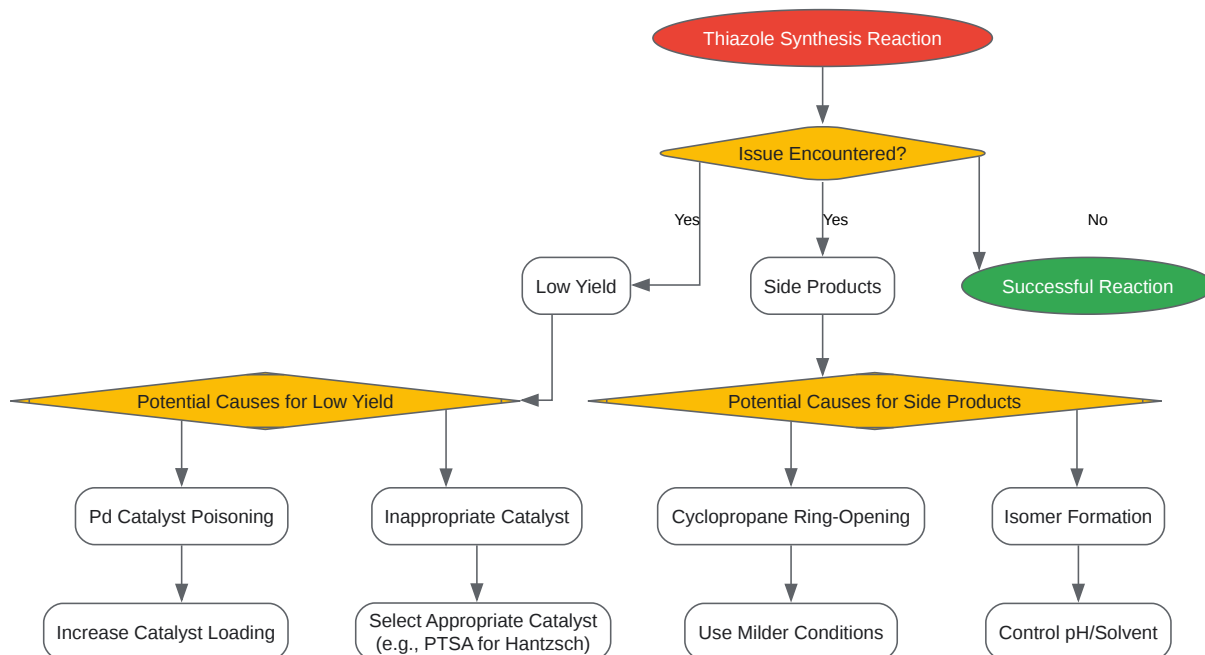 Thiazole Synthesis Reaction
Issue Encountered?
Yes
Yes
No
Low Yield
Side Products
Successful Reaction
Potential Causes for Low Yield
Potential Causes for Side Products
Pd Catalyst Poisoning
Inappropriate Catalyst
Cyclopropane Ring-Opening
Isomer Formation
Increase Catalyst Loading
Select Appropriate Catalyst
(e.g., PTSA for Hantzsch)
Use Milder Conditions
Control pH/Solvent